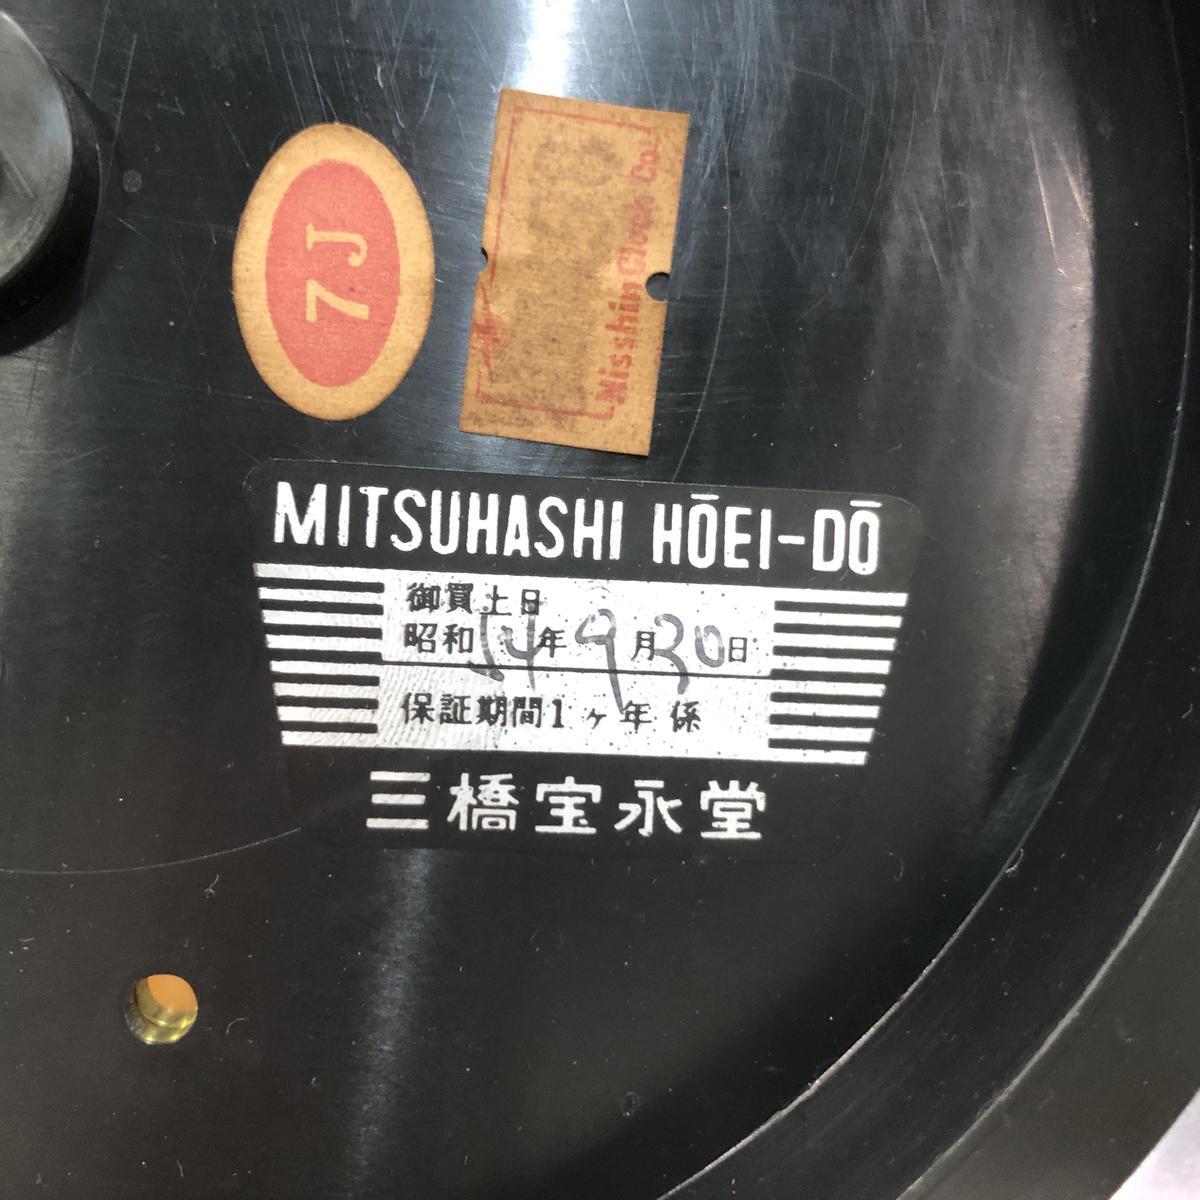 7J
Nisshin Clock Co.
MITSUHASHI HŌEI-DŌ
御買上日
昭和54年9月30日
保証期間1ヶ年 係
三橋宝永堂